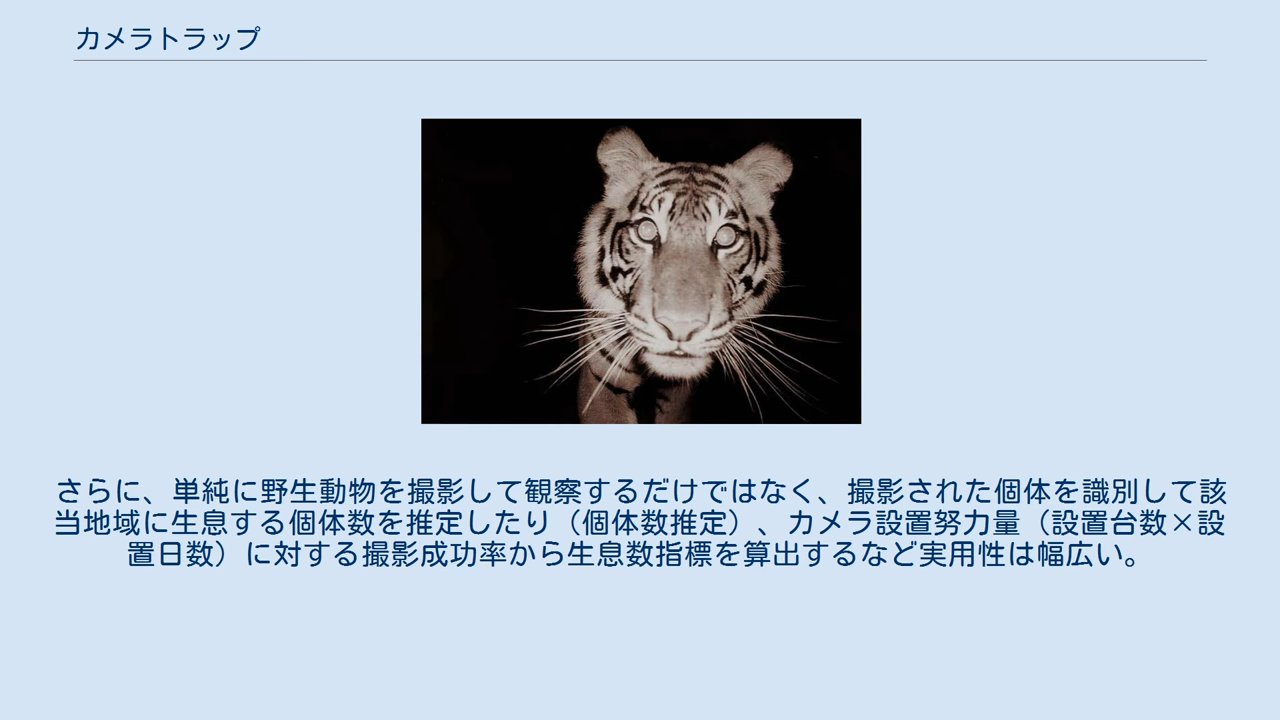 カメラトラップ
さらに、単純に野生動物を撮影して観察するだけではなく、撮影された個体を識別して該
当地域に生息する個体数を推定したり（個体数推定）、カメラ設置努力量（設置台数×設
置日数）に対する撮影成功率から生息数指標を算出するなど実用性は幅広い。